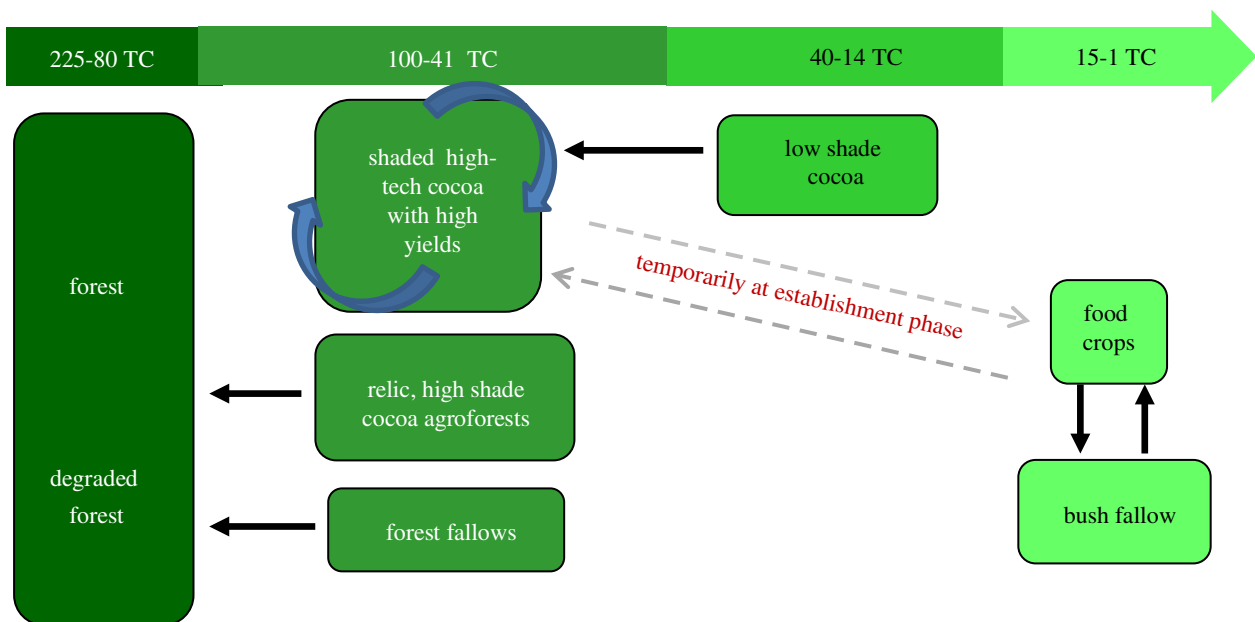 225-80 TC
100-41 TC
40-14 TC
15-1 TC
shaded high-
tech cocoa
with high
yields
low shade
cocoa
temporarily at establishment phase
forest
food
crops
relic, high shade
cocoa agroforests
degraded
forest
forest fallows
bush fallow